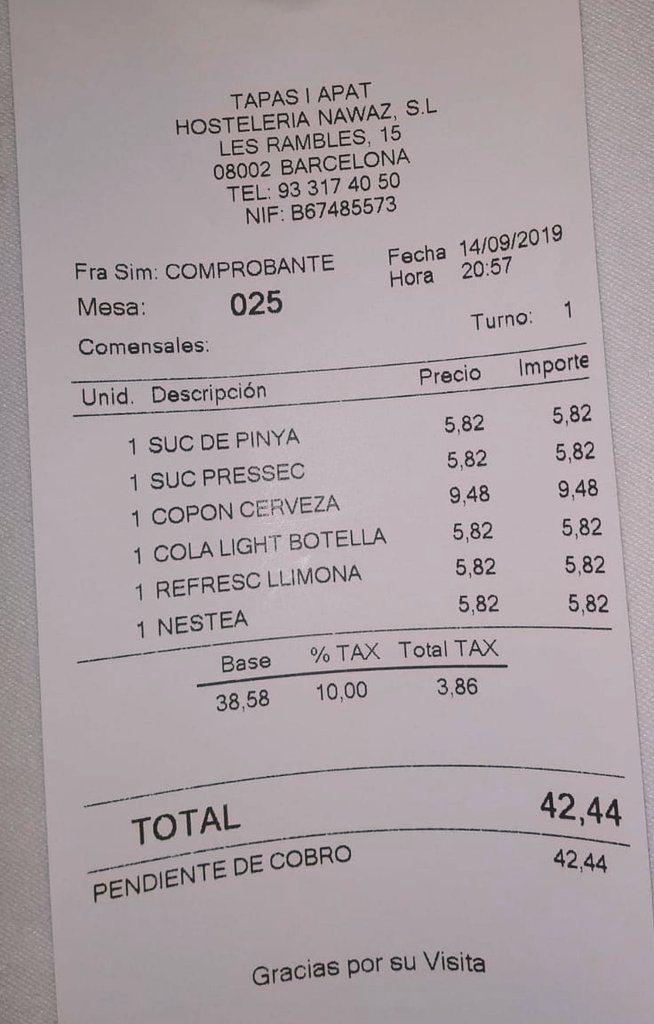 TAPAS I APAT
HOSTELERIA NAWAZ, S.L
LES RAMBLES, 15
08002 BARCELONA
TEL: 93 317 40 50
NIF: B67485573
Fra Sim: COMPROBANTE Fecha 14/09/2019
Hora 20:57
Mesa: 025
Turno: 1
Comensales:
Unid. Descripción Precio Importe
1 SUC DE PINYA 5,82 5,82
1 SUC PRESSEC 5,82 5,82
1 COPON CERVEZA 9,48 9,48
1 COLA LIGHT BOTELLA 5,82 5,82
1 REFRESC LLIMONA 5,82 5,82
1 NESTEA 5,82 5,82
Base % TAX Total TAX
38,58 10,00 3,86
TOTAL 42,44
PENDIENTE DE COBRO 42,44
Gracias por su Visita